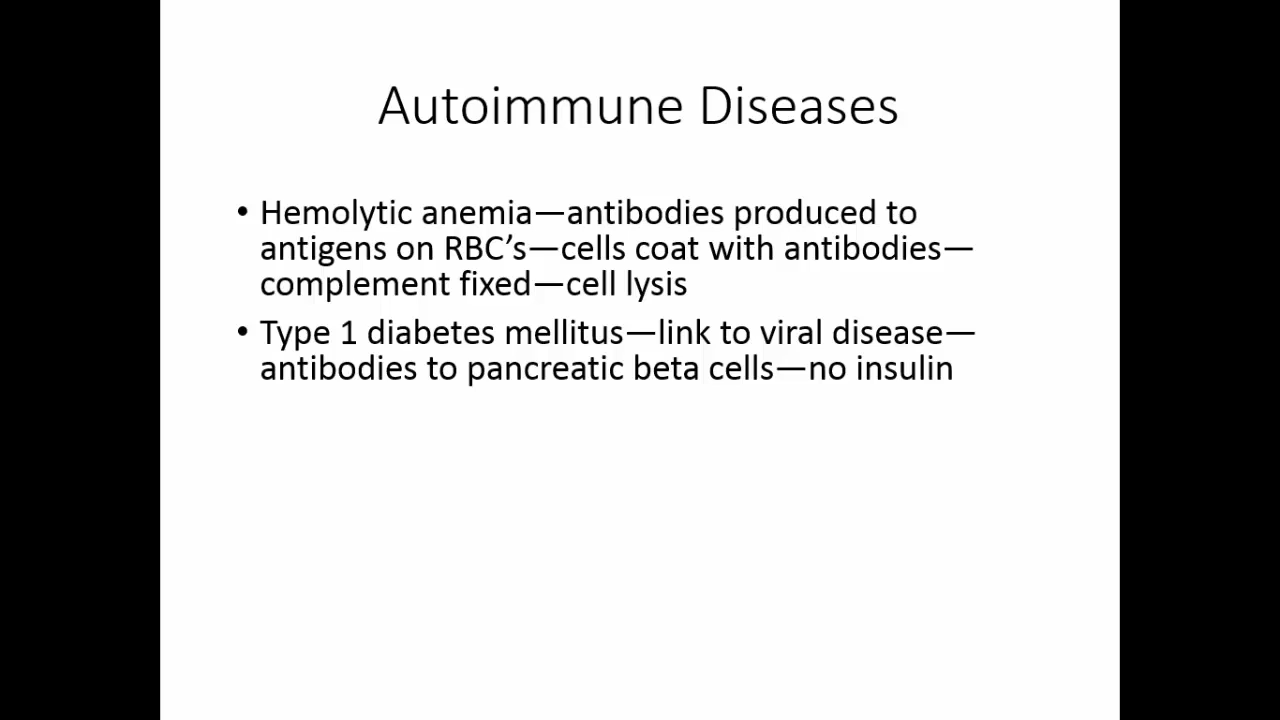 Autoimmune Diseases
• Hemolytic anemia—antibodies produced to
antigens on RBC’s—cells coat with antibodies—
complement fixed—cell lysis
• Type 1 diabetes mellitus—link to viral disease—
antibodies to pancreatic beta cells—no insulin